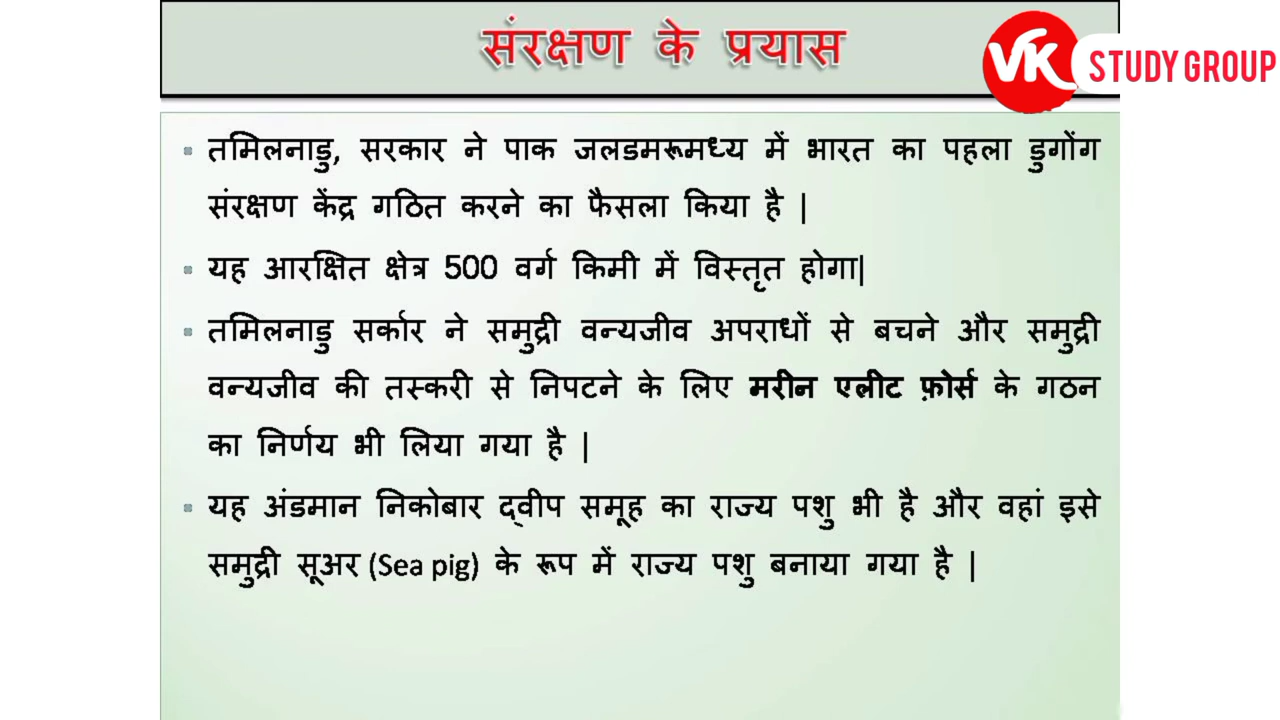 संरक्षण के प्रयास
VK STUDY GROUP
तमिलनाडु, सरकार ने पाक जलडमरूमध्य में भारत का पहला डुगोंग
संरक्षण केंद्र गठित करने का फैसला किया है |
यह आरक्षित क्षेत्र 500 वर्ग किमी में विस्तृत होगा|
तमिलनाडु सर्कार ने समुद्री वन्यजीव अपराधों से बचने और समुद्री
वन्यजीव की तस्करी से निपटने के लिए मरीन एलीट फ़ोर्स के गठन
का निर्णय भी लिया गया है |
यह अंडमान निकोबार द्वीप समूह का राज्य पशु भी है और वहां इसे
समुद्री सूअर (Sea pig) के रूप में राज्य पशु बनाया गया है |